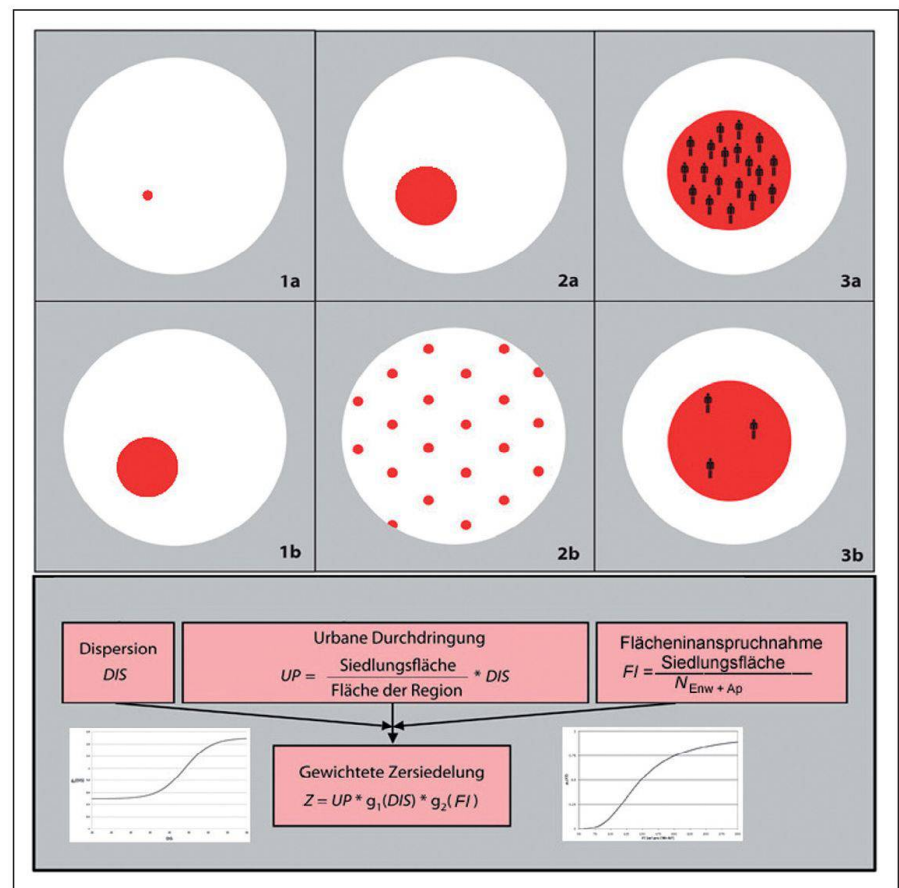 1a
2a
3a
1b
2b
3b
Dispersion
DIS
Urbane Durchdringung
UP = Siedlungsfläche / Fläche der Region * DIS
Flächeninanspruchnahme
FI = Siedlungsfläche / N Enw + Ap
Gewichtete Zersiedelung
Z = UP * g1(DIS) * g2(FI)